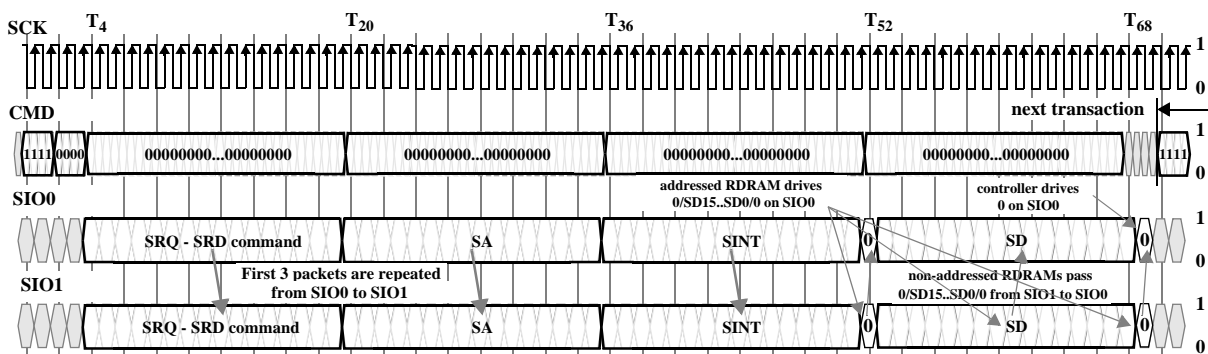 T4 T20 T36 T52 T68
SCK 1
0
CMD next transaction
1111 0000 00000000...00000000 00000000...00000000 00000000...00000000 00000000...00000000 1111 1
0
SIO0
addressed RDRAM drives
0/SD15..SD0/0 on SIO0
controller drives
0 on SIO0
1
SRQ - SRD command SA SINT 0 SD 0
0
SIO1
First 3 packets are repeated
from SIO0 to SIO1
non-addressed RDRAMs pass
0/SD15..SD0/0 from SIO1 to SIO0
1
SRQ - SRD command SA SINT 0 SD 0
0